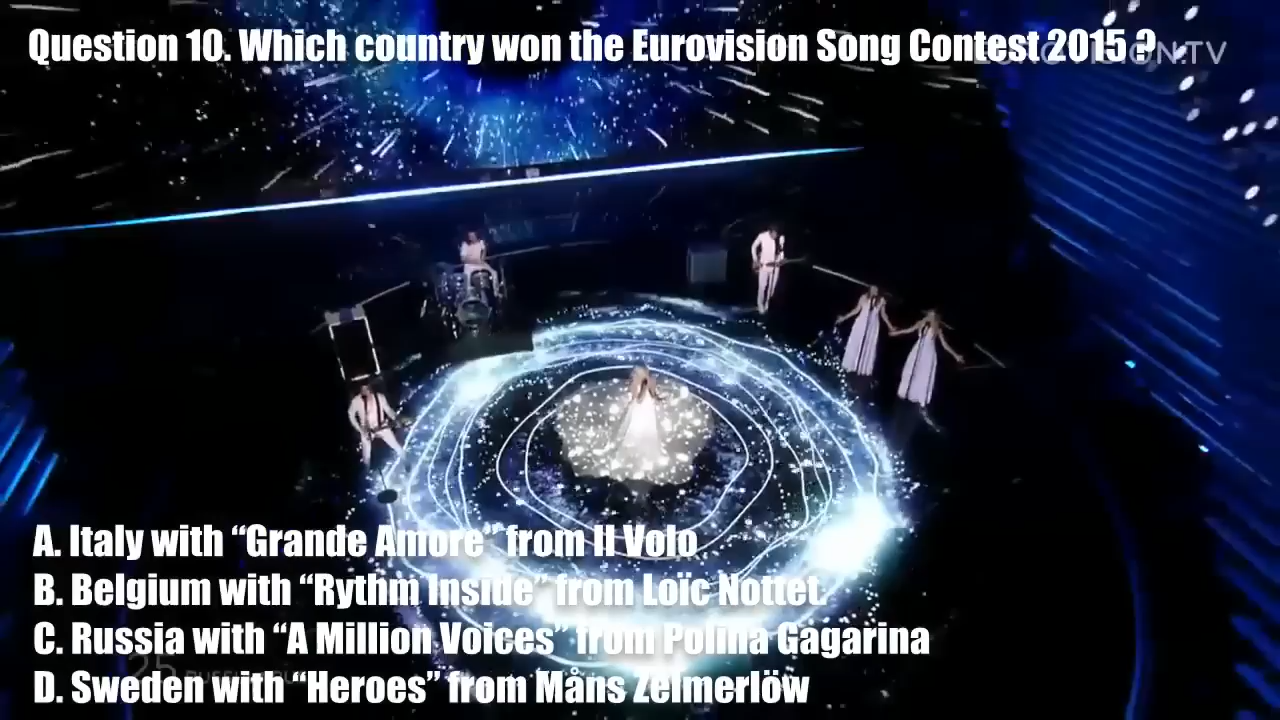 Question 10. Which country won the Eurovision Song Contest 2015 ?
A. Italy with “Grande Amore” from Il Volo
B. Belgium with “Rythm Inside” from Loïc Nottet.
C. Russia with “A Million Voices” from Polina Gagarina
25
D. Sweden with “Heroes” from Måns Zelmerlöw